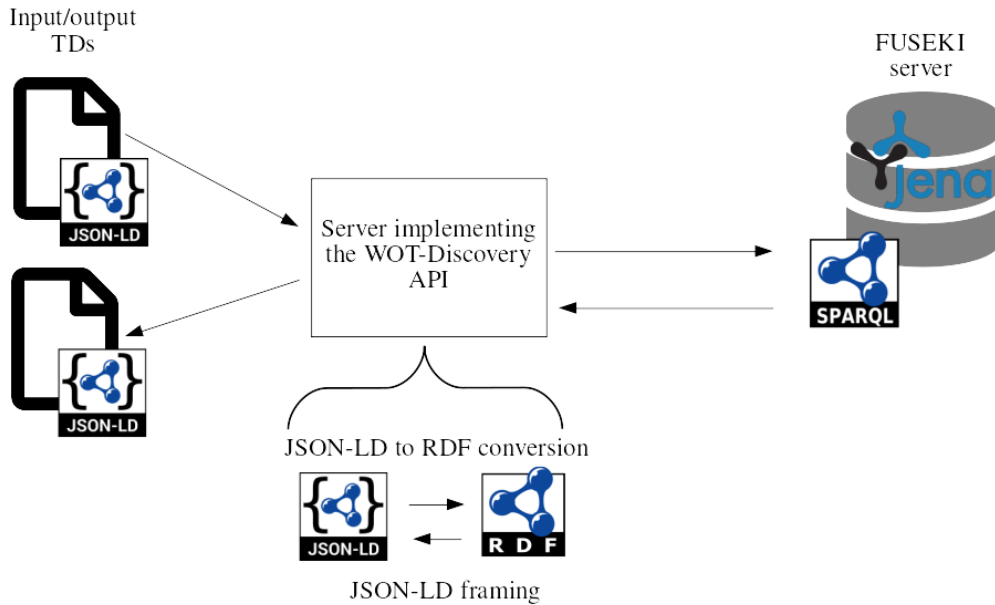 Input/output
TDs
{ }
JSON-LD
{ }
JSON-LD
Server implementing
the WOT-Discovery
API
FUSEKI
server
Jena
SPARQL
JSON-LD to RDF conversion
{ }
JSON-LD
RDF
JSON-LD framing